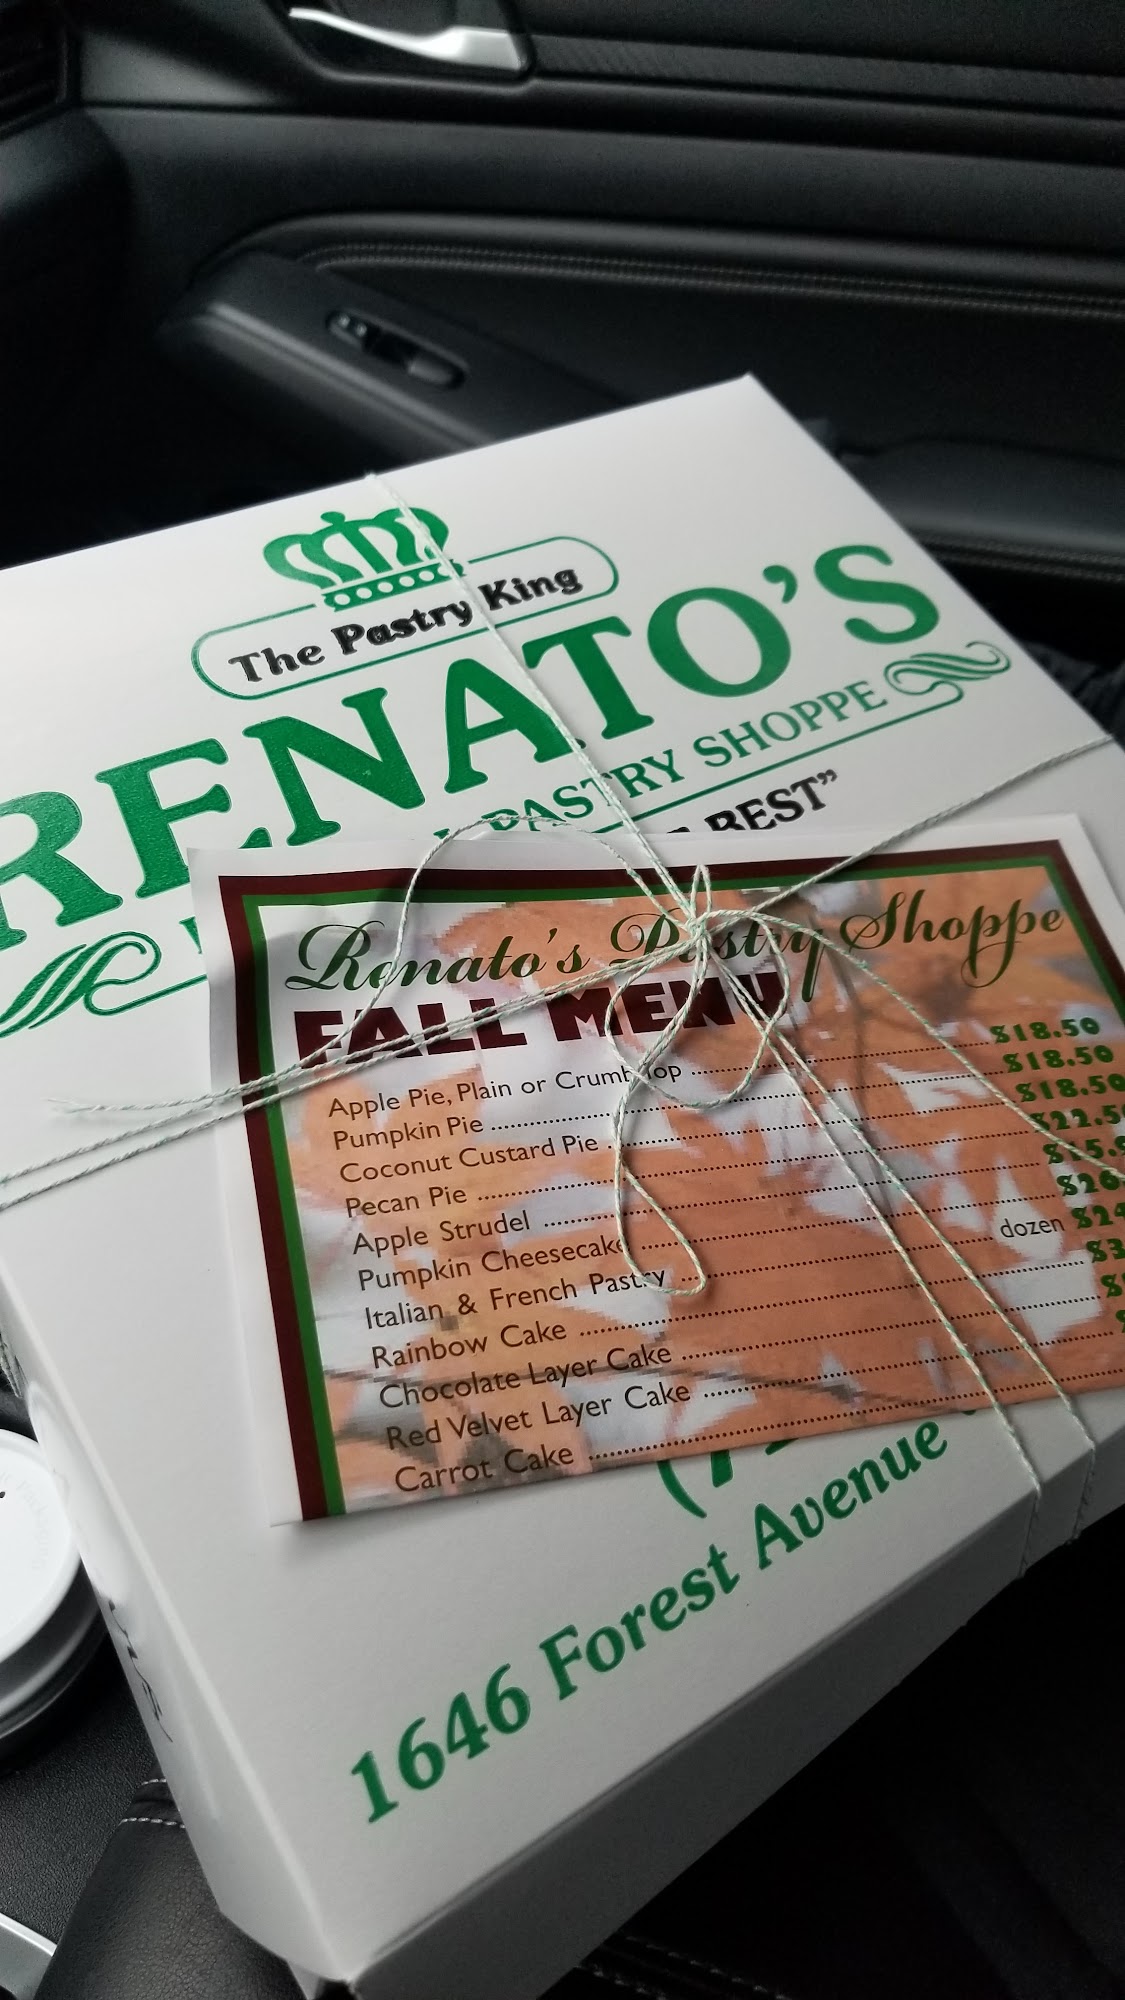 The Pastry King
RENATO'S
PASTRY SHOPPE
BEST"
Renato's Pastry Shoppe
FALL MENU
Apple Pie, Plain or Crumb Top $18.50
Pumpkin Pie $18.50
Coconut Custard Pie $18.50
Pecan Pie
Apple Strudel
Pumpkin Cheesecake
Italian & French Pastry dozen
Rainbow Cake
Chocolate Layer Cake
Red Velvet Layer Cake
Carrot Cake
1646 Forest Avenue